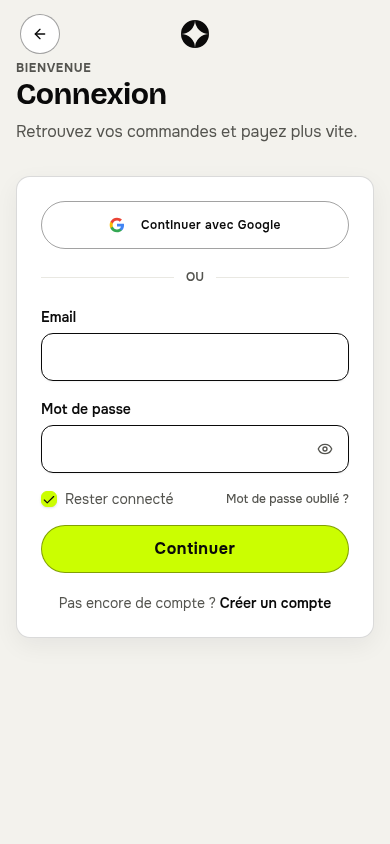 BIENVENUE
Connexion
Retrouvez vos commandes et payez plus vite.
Continuer avec Google
OU
Email
Mot de passe
Rester connecté
Mot de passe oublié ?
Continuer
Pas encore de compte ? Créer un compte